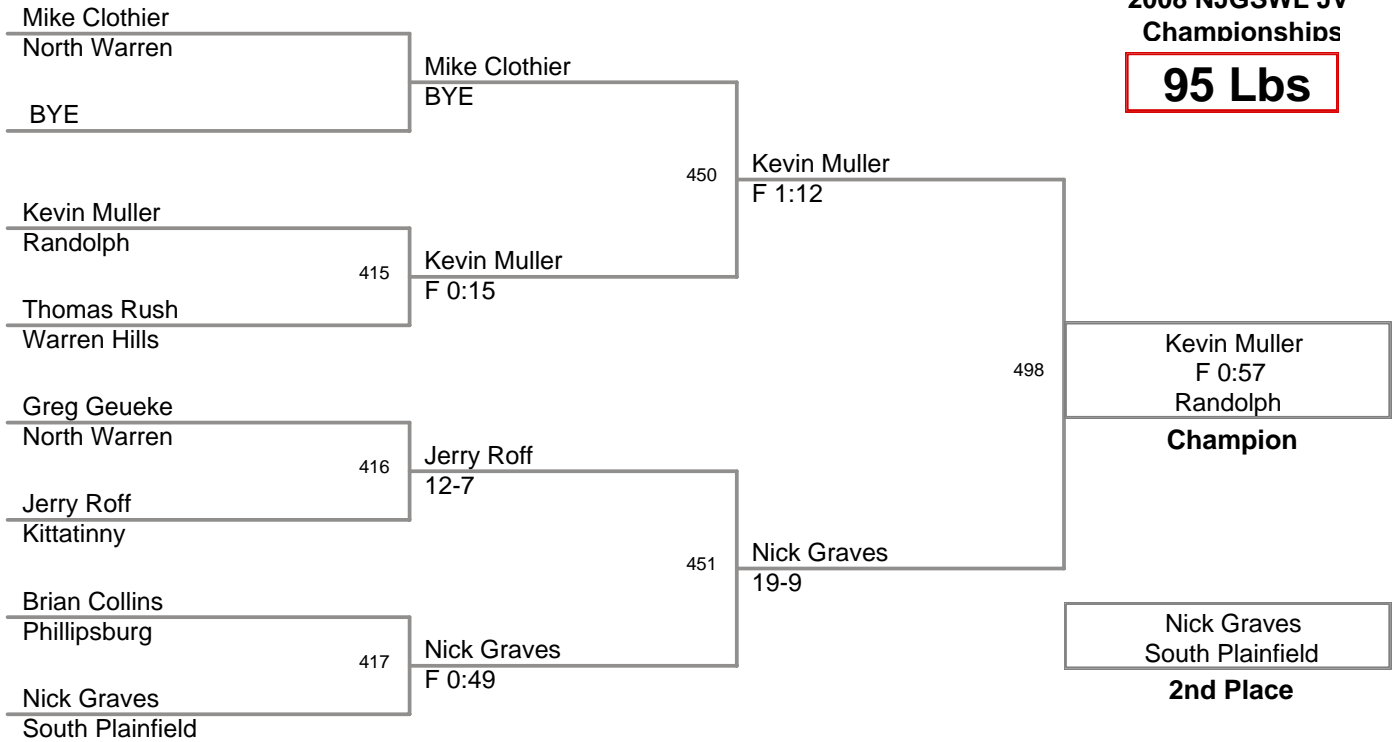 2008 NJGSWL JV
Championships
95 Lbs
Mike Clothier
North Warren
BYE
Kevin Muller
Randolph
Thomas Rush
Warren Hills
Greg Geueke
North Warren
Jerry Roff
Kittatinny
Brian Collins
Phillipsburg
Nick Graves
South Plainfield
Mike Clothier
BYE
415
Kevin Muller
F 0:15
416
Jerry Roff
12-7
417
Nick Graves
F 0:49
450
Kevin Muller
F 1:12
451
Nick Graves
19-9
498
Kevin Muller
F 0:57
Randolph
Champion
Nick Graves
South Plainfield
2nd Place